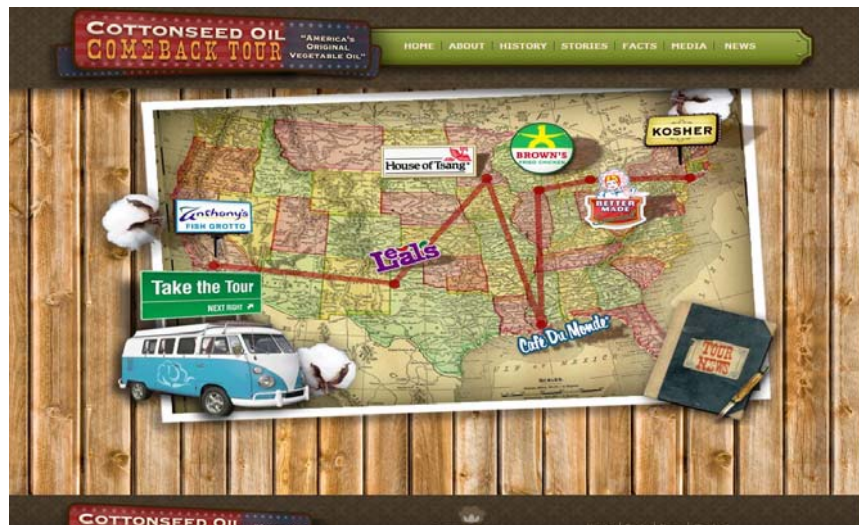 COTTONSEED OIL
COMEBACK TOUR
"AMERICA'S
ORIGINAL
VEGETABLE OIL"
HOME | ABOUT | HISTORY | STORIES | FACTS | MEDIA | NEWS
KOSHER
BROWN'S
FRIED CHICKEN
House of Tsang
BETTER
MADE
Anthony's
FISH GROTTO
Leal's
Take the Tour
NEXT RIGHT
Café Du Monde
TOUR
NEWS
COTTONSEED OIL